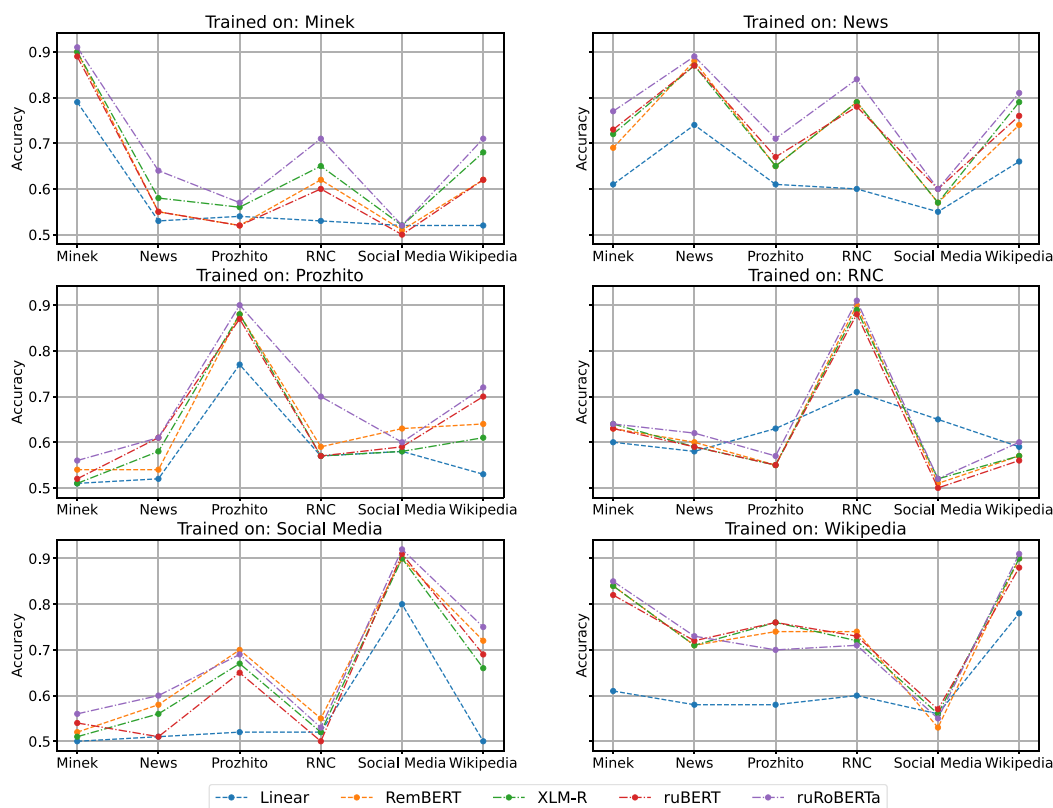 Trained on: Minek
Trained on: News
0.9
0.8
0.7
0.6
0.5
Accuracy
Accuracy
Minek News Prozhito RNC Social Media Wikipedia
Minek News Prozhito RNC Social Media Wikipedia
Trained on: Prozhito
Trained on: RNC
0.9
0.8
0.7
0.6
0.5
Accuracy
Accuracy
Minek News Prozhito RNC Social Media Wikipedia
Minek News Prozhito RNC Social Media Wikipedia
Trained on: Social Media
Trained on: Wikipedia
0.9
0.8
0.7
0.6
0.5
Accuracy
Accuracy
Minek News Prozhito RNC Social Media Wikipedia
Minek News Prozhito RNC Social Media Wikipedia
Linear RemBERT XLM-R ruBERT ruRoBERTa